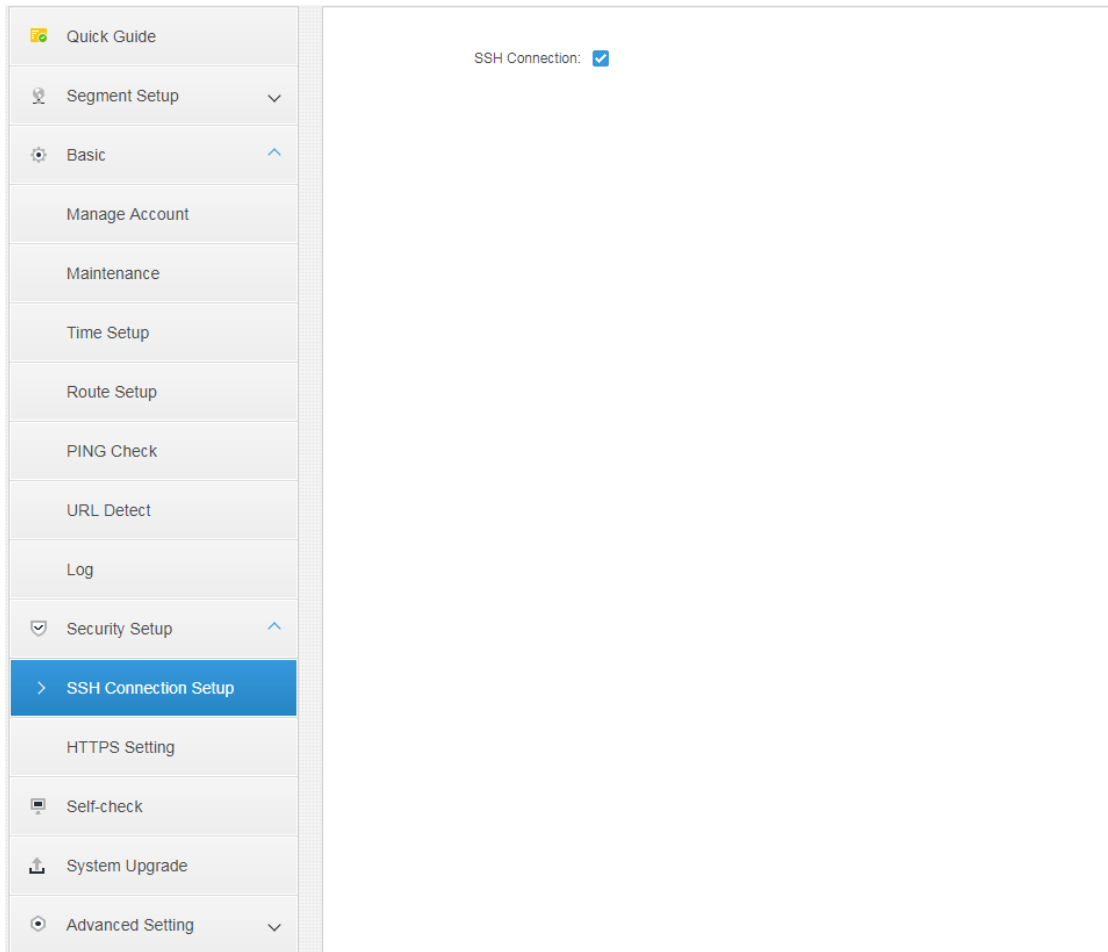 Quick Guide
Segment Setup
Basic
Manage Account
Maintenance
Time Setup
Route Setup
PING Check
URL Detect
Log
Security Setup
SSH Connection Setup
HTTPS Setting
Self-check
System Upgrade
Advanced Setting
SSH Connection: